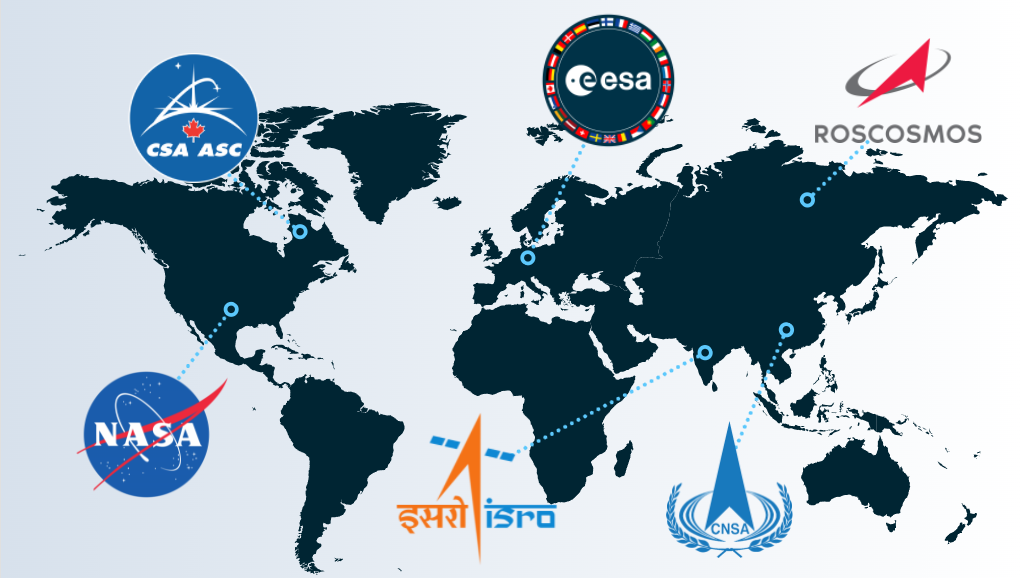 CSA ASC
esa
ROSCOSMOS
NASA
इसरो isro
CNSA